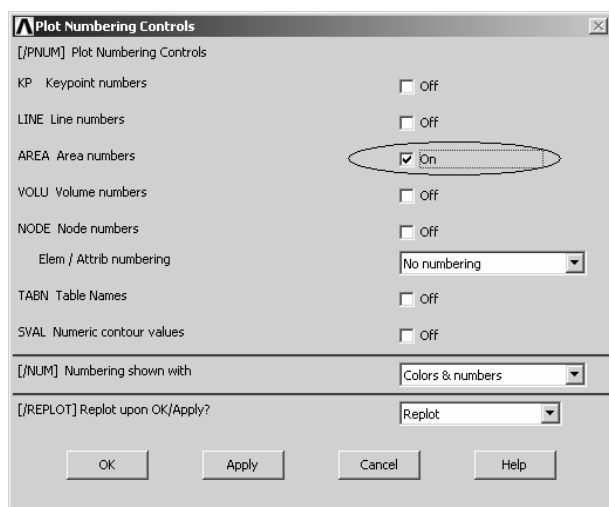 Plot Numbering Controls
[/PNUM] Plot Numbering Controls
KP Keypoint numbers Off
LINE Line numbers Off
AREA Area numbers On
VOLU Volume numbers Off
NODE Node numbers Off
Elem / Attrib numbering No numbering
TABN Table Names Off
SVAL Numeric contour values Off
[/NUM] Numbering shown with Colors & numbers
[/REPLOT] Replot upon OK/Apply? Replot
OK Apply Cancel Help